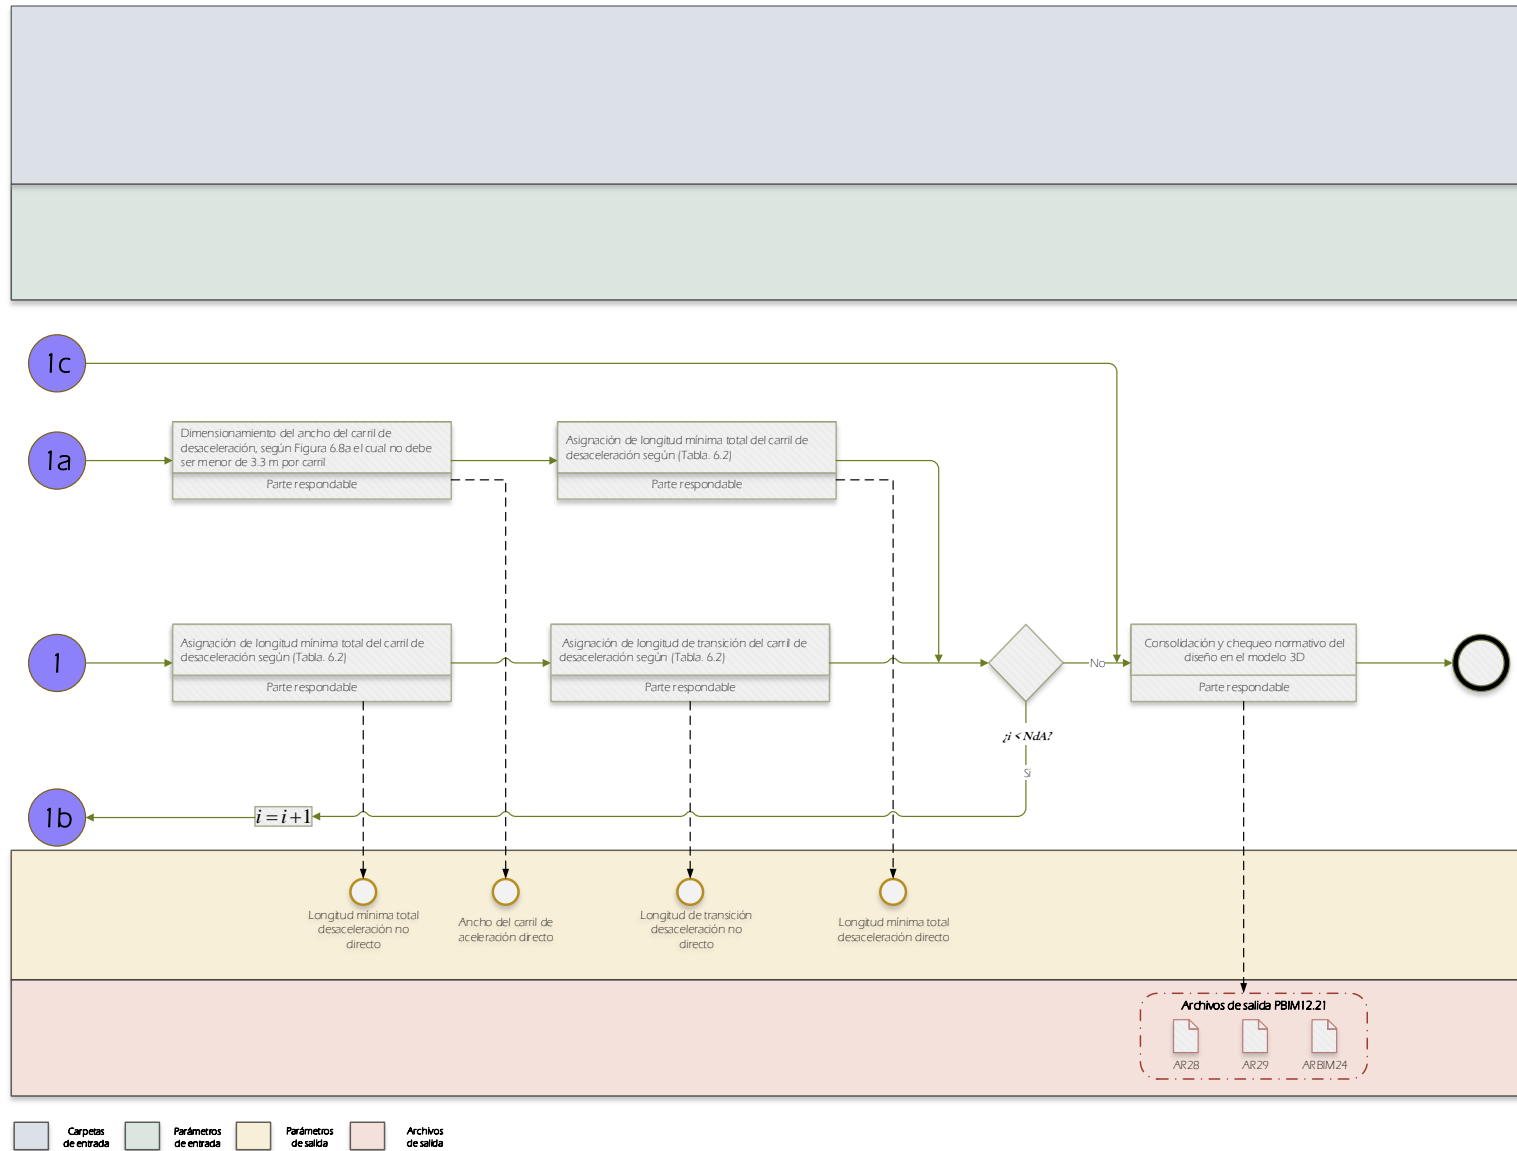 1c
1a
Dimensionamiento del ancho del carril de
desaceleración, según Figura 6.8a el cual no debe
ser menor de 3.3 m por carril
Parte respondable
Asignación de longitud mínima total del carril de
desaceleración según (Tabla. 6.2)
Parte respondable
1
Asignación de longitud mínima total del carril de
desaceleración según (Tabla. 6.2)
Parte respondable
Asignación de longitud de transición del carril de
desaceleración según (Tabla. 6.2)
Parte respondable
No
Consolidación y chequeo normativo del
diseño en el modelo 3D
Parte respondable
¿i < NdA?
Si
1b
i = i+1
Longitud mínima total
desaceleración no
directo
Ancho del carril de
aceleración directo
Longitud de transición
desaceleración no
directo
Longitud mínima total
desaceleración directo
Archivos de salida PBIM12.21
AR28
AR29
ARBIM24
Carpetas
de entrada
Parámetros
de entrada
Parámetros
de salida
Archivos
de salida